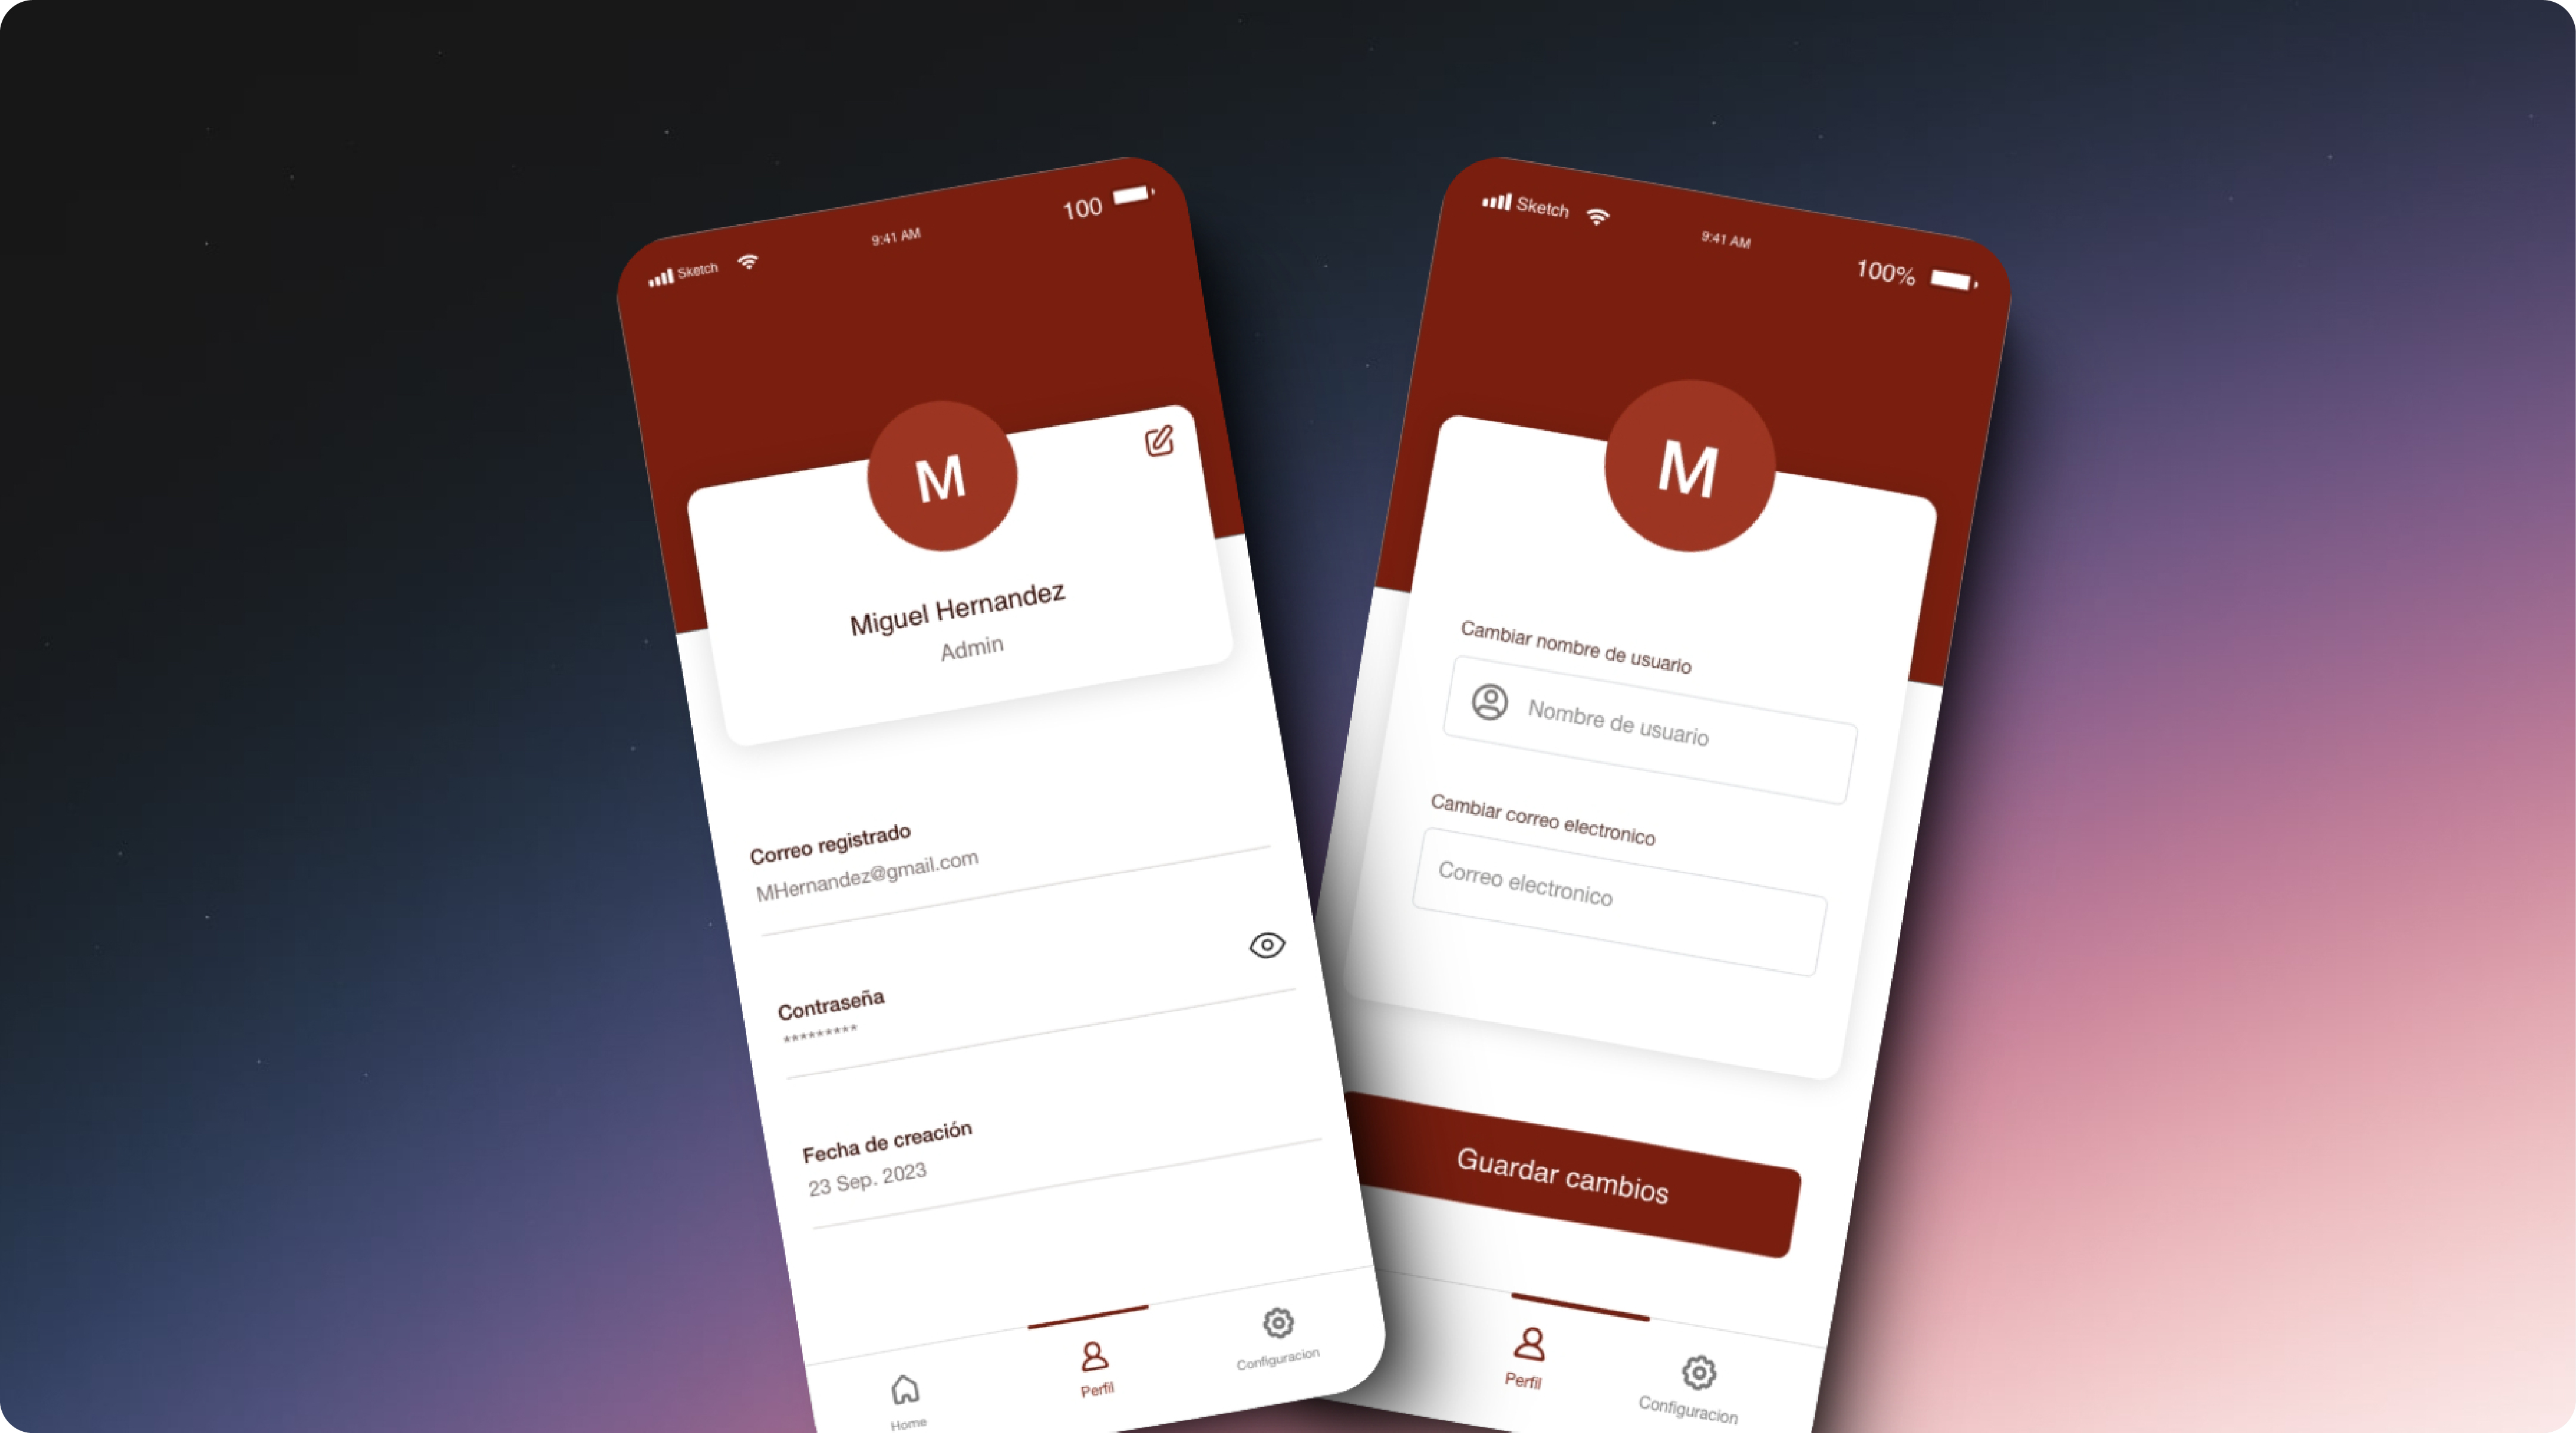 Sketch
9:41 AM
100
M
Miguel Hernandez
Admin
Correo registrado
MHernandez@gmail.com
Contraseña
*********
Fecha de creación
23 Sep. 2023
Home
Perfil
Configuracion
Sketch
9:41 AM
100%
M
Cambiar nombre de usuario
Nombre de usuario
Cambiar correo electronico
Correo electronico
Guardar cambios
Perfil
Configuracion